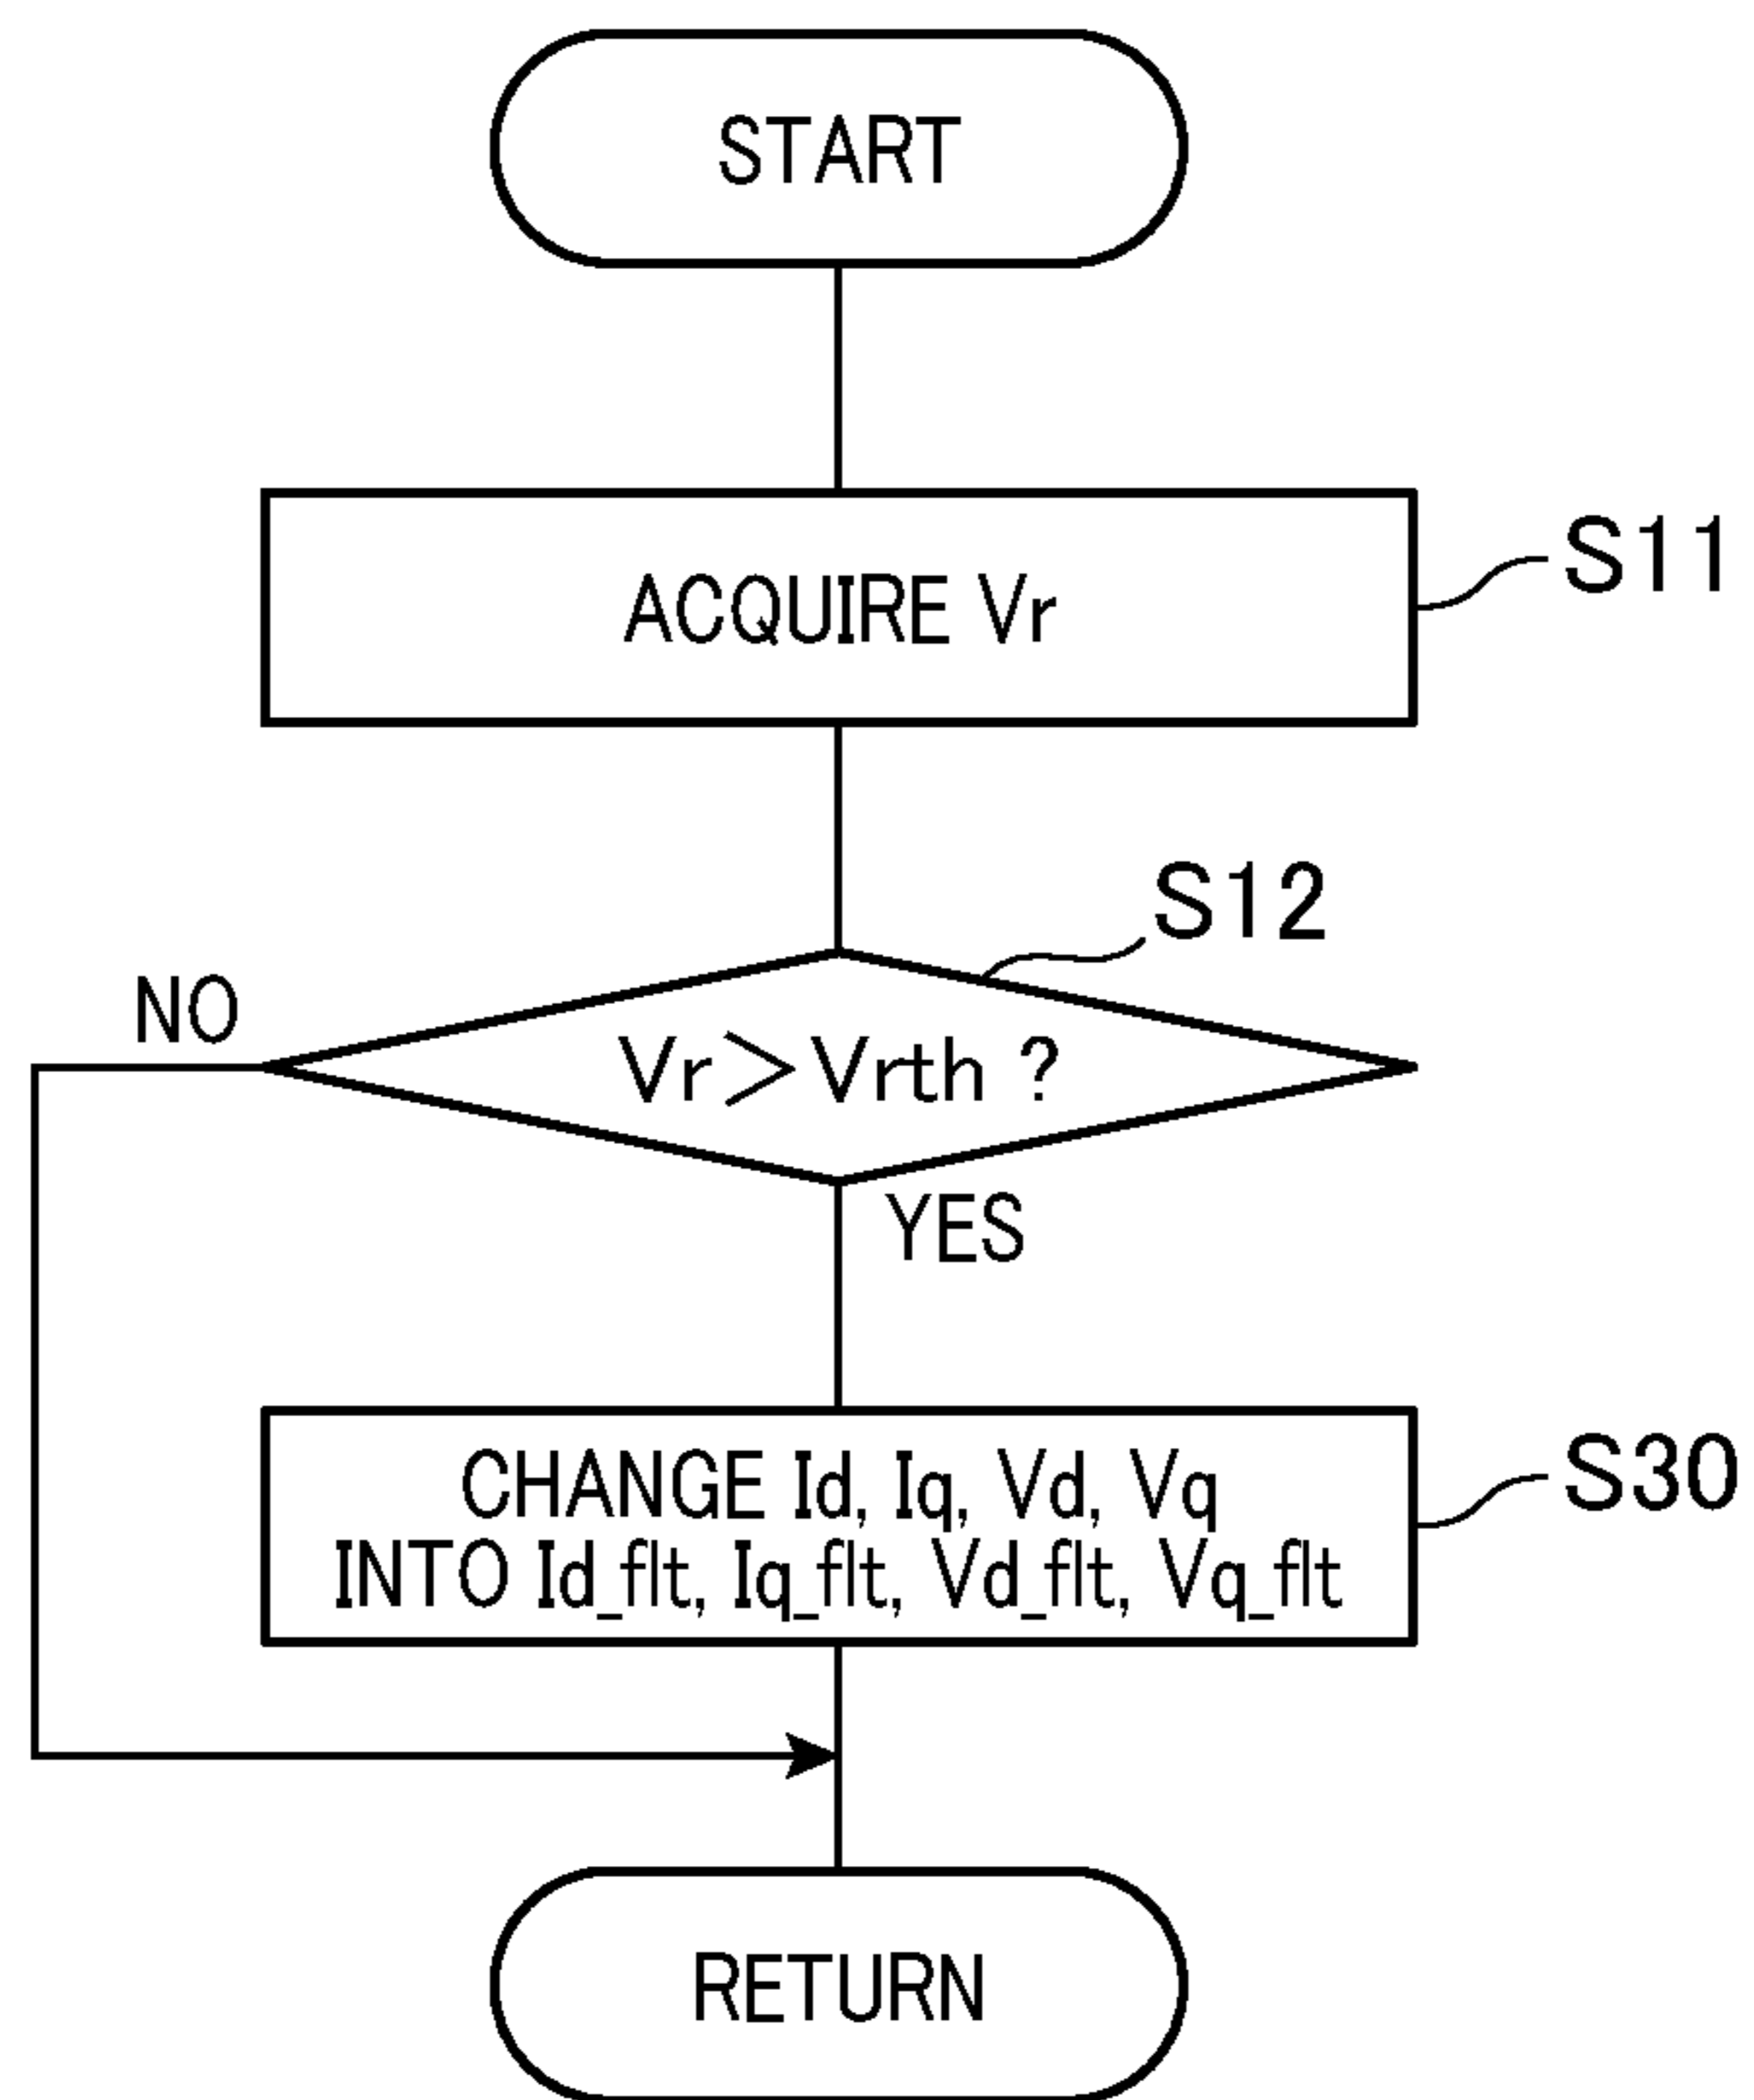 START
ACQUIRE Vr
S11
S12
NO
Vr>Vrth ?
YES
CHANGE Id, Iq, Vd, Vq
INTO Id_flt, Iq_flt, Vd_flt, Vq_flt
S30
RETURN